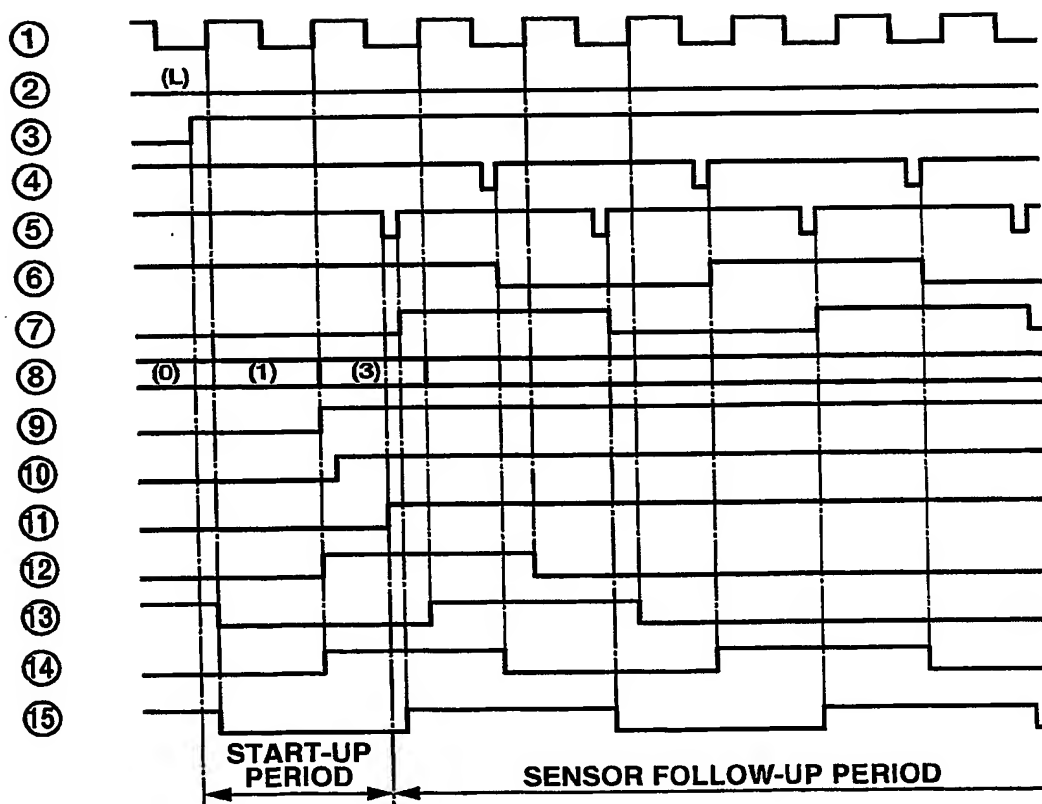 ①
② (L)
③
④
⑤
⑥
⑦
⑧ (0) (1) (3)
⑨
⑩
⑪
⑫
⑬
⑭
⑮
START-UP
PERIOD
SENSOR FOLLOW-UP PERIOD